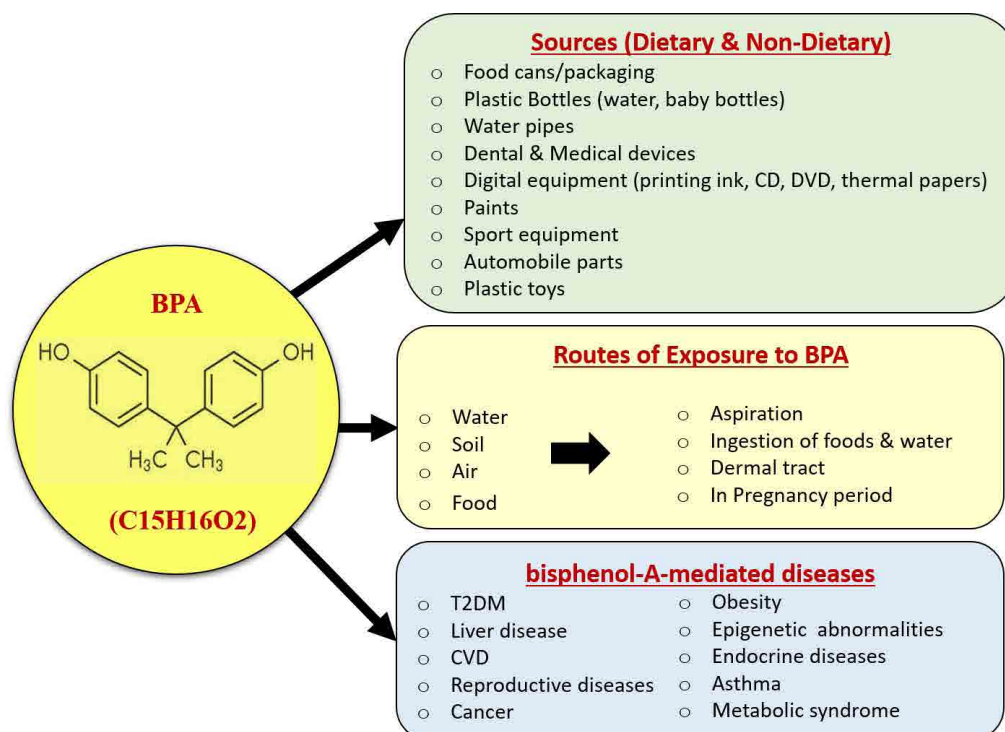 BPA
HO
OH
H₃C CH₃
(C15H16O2)
Sources (Dietary & Non-Dietary)
o Food cans/packaging
o Plastic Bottles (water, baby bottles)
o Water pipes
o Dental & Medical devices
o Digital equipment (printing ink, CD, DVD, thermal papers)
o Paints
o Sport equipment
o Automobile parts
o Plastic toys
Routes of Exposure to BPA
o Water
o Soil
o Air
o Food
o Aspiration
o Ingestion of foods & water
o Dermal tract
o In Pregnancy period
bisphenol-A-mediated diseases
o T2DM
o Liver disease
o CVD
o Reproductive diseases
o Cancer
o Obesity
o Epigenetic abnormalities
o Endocrine diseases
o Asthma
o Metabolic syndrome